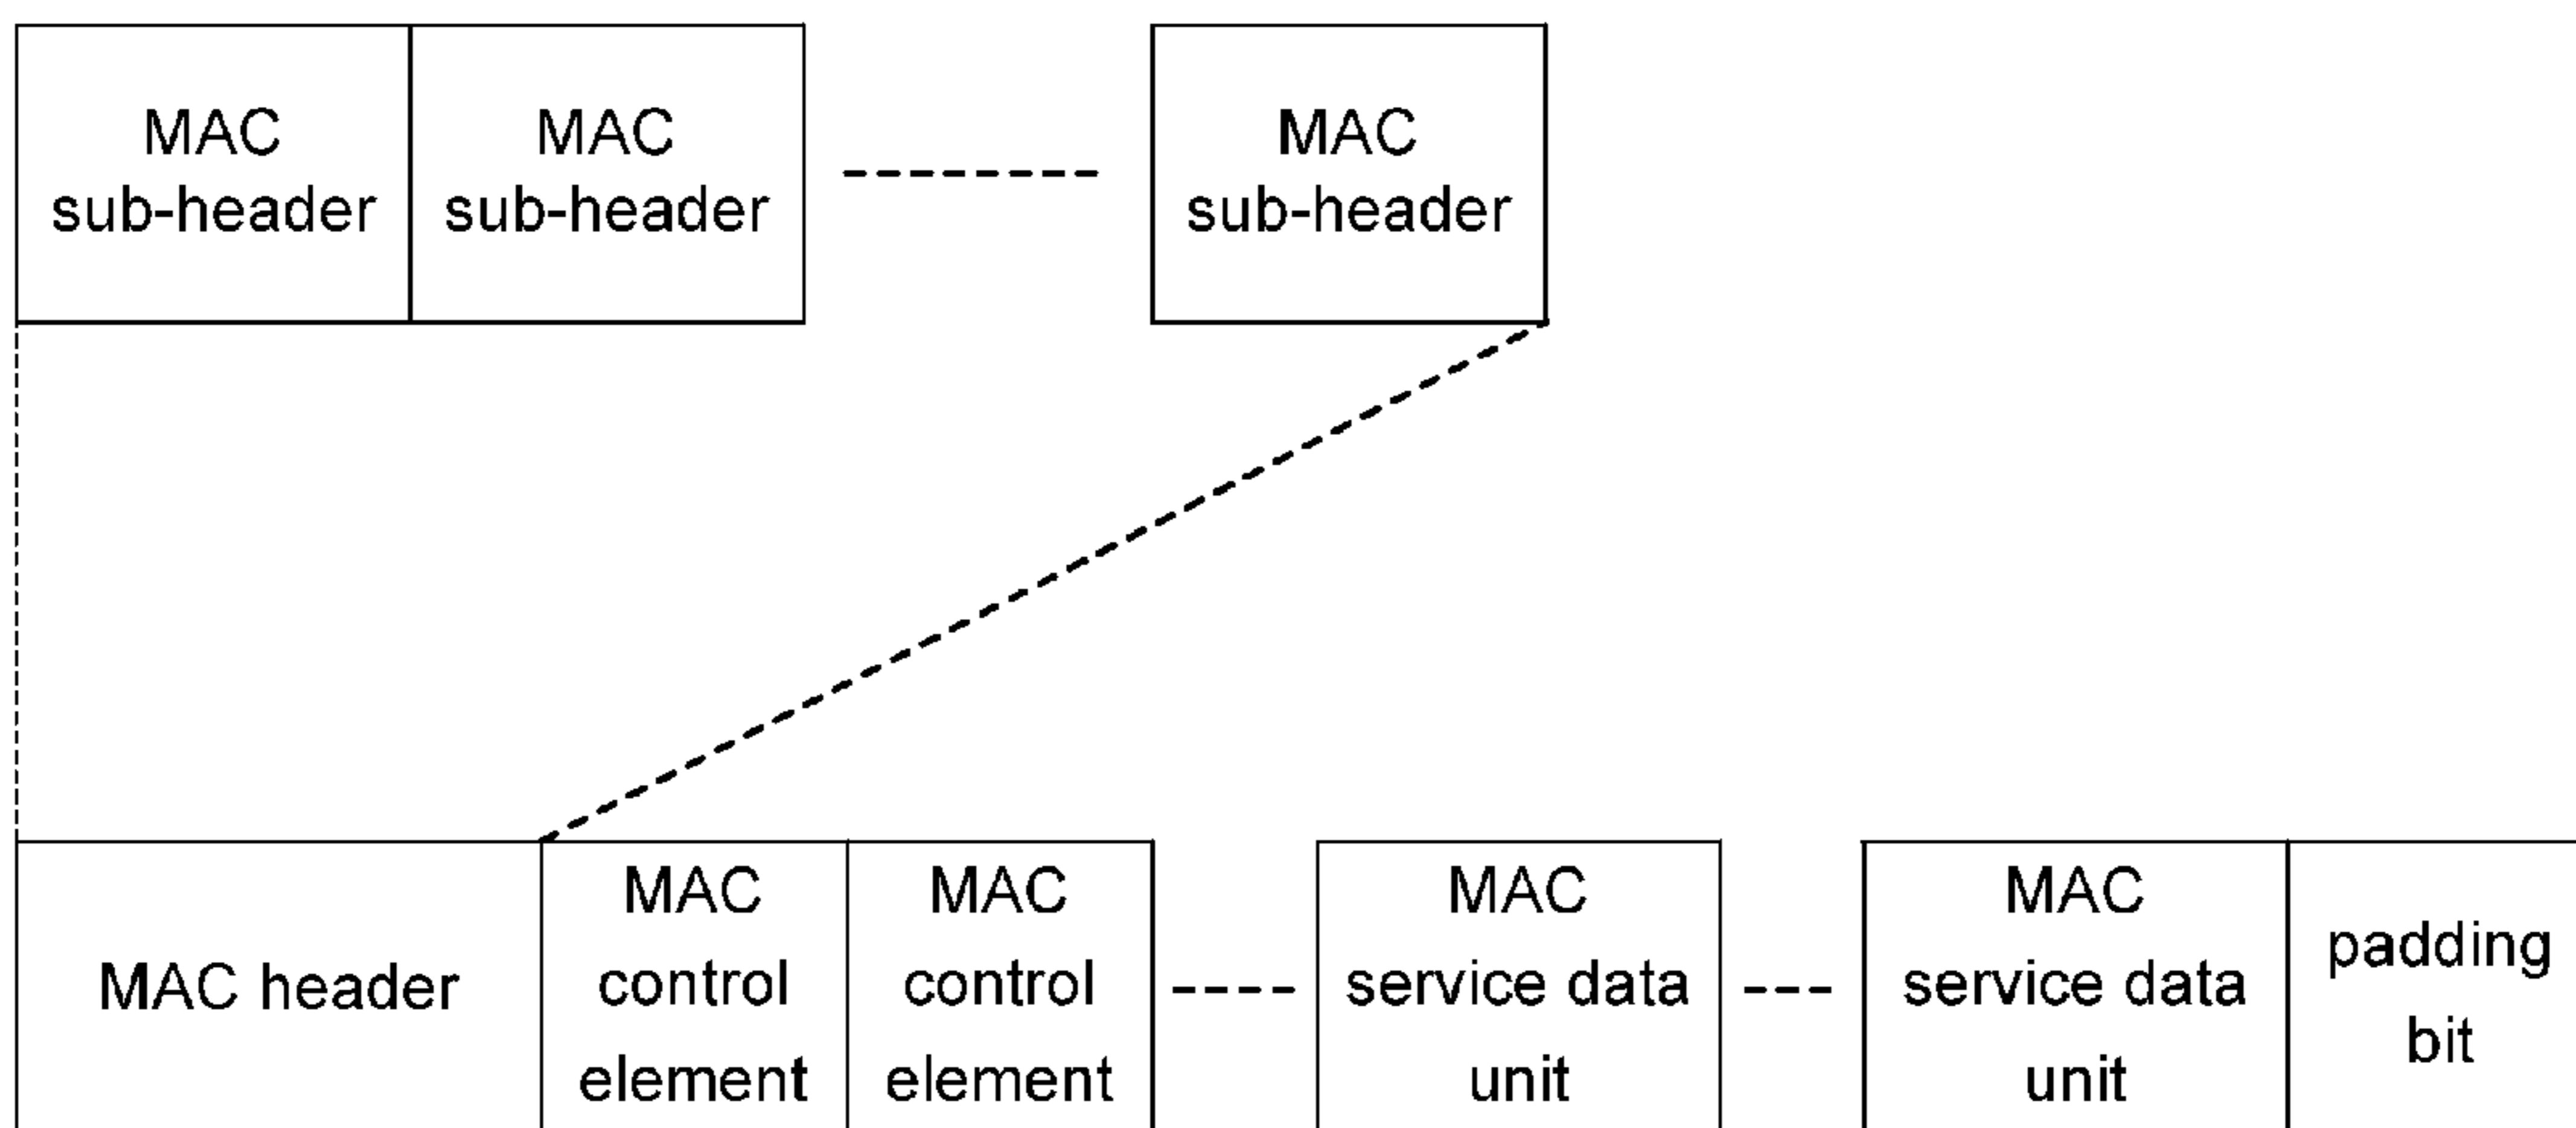 MAC
sub-header
MAC
sub-header
MAC
sub-header
MAC header
MAC
control
element
MAC
control
element
MAC
service data
unit
MAC
service data
unit
padding
bit